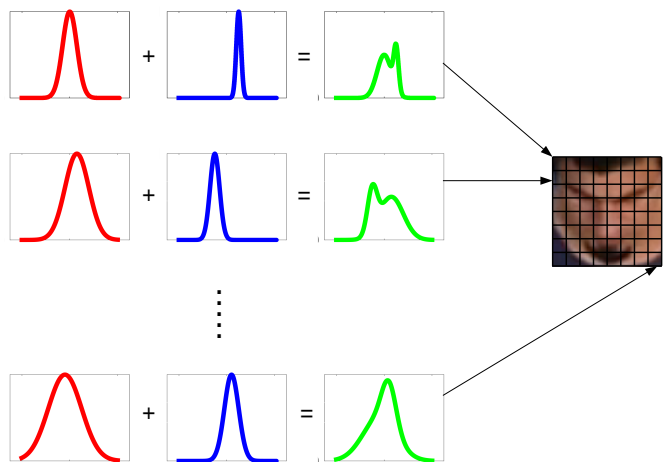 + =
+ =
+ =